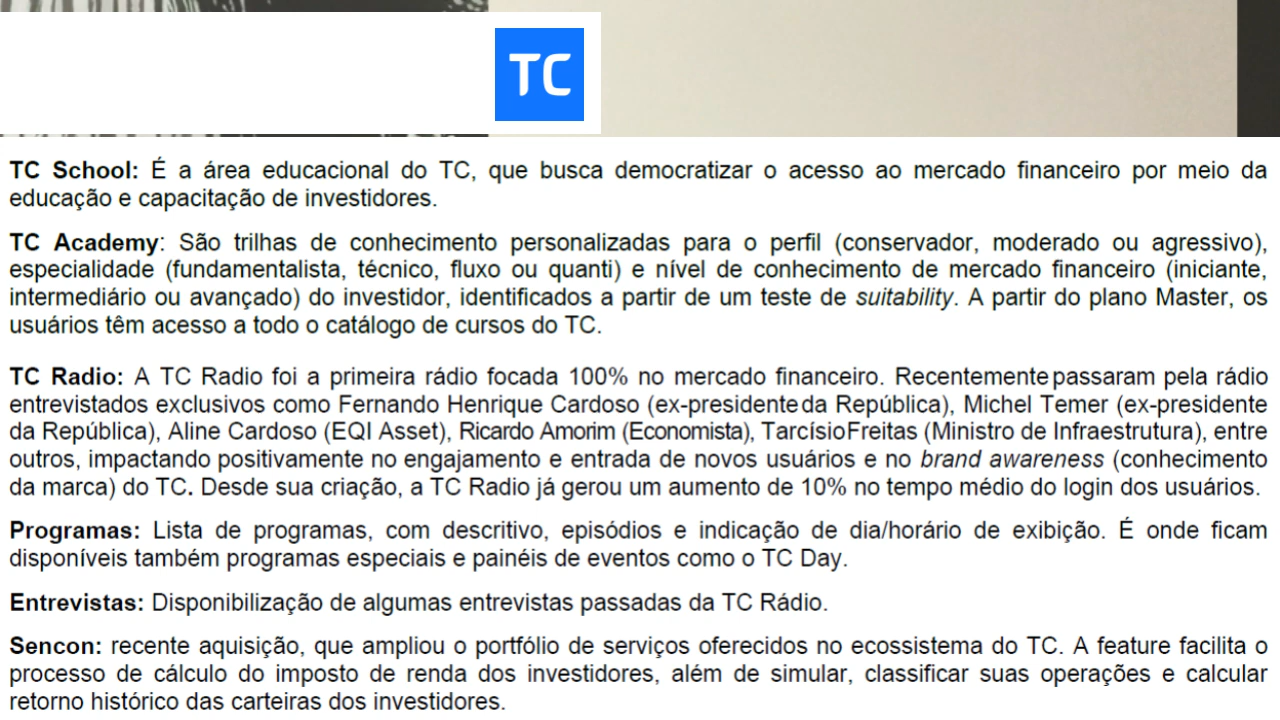 TC
TC School: É a área educacional do TC, que busca democratizar o acesso ao mercado financeiro por meio da
educação e capacitação de investidores.
TC Academy: São trilhas de conhecimento personalizadas para o perfil (conservador, moderado ou agressivo),
especialidade (fundamentalista, técnico, fluxo ou quanti) e nível de conhecimento de mercado financeiro (iniciante,
intermediário ou avançado) do investidor, identificados a partir de um teste de suitability. A partir do plano Master, os
usuários têm acesso a todo o catálogo de cursos do TC.
TC Radio: A TC Radio foi a primeira rádio focada 100% no mercado financeiro. Recentemente passaram pela rádio
entrevistados exclusivos como Fernando Henrique Cardoso (ex-presidente da República), Michel Temer (ex-presidente
da República), Aline Cardoso (EQI Asset), Ricardo Amorim (Economista), Tarcísio Freitas (Ministro de Infraestrutura), entre
outros, impactando positivamente no engajamento e entrada de novos usuários e no brand awareness (conhecimento
da marca) do TC. Desde sua criação, a TC Radio já gerou um aumento de 10% no tempo médio do login dos usuários.
Programas: Lista de programas, com descritivo, episódios e indicação de dia/horário de exibição. É onde ficam
disponíveis também programas especiais e painéis de eventos como o TC Day.
Entrevistas: Disponibilização de algumas entrevistas passadas da TC Rádio.
Sencon: recente aquisição, que ampliou o portfólio de serviços oferecidos no ecossistema do TC. A feature facilita o
processo de cálculo do imposto de renda dos investidores, além de simular, classificar suas operações e calcular
retorno histórico das carteiras dos investidores.